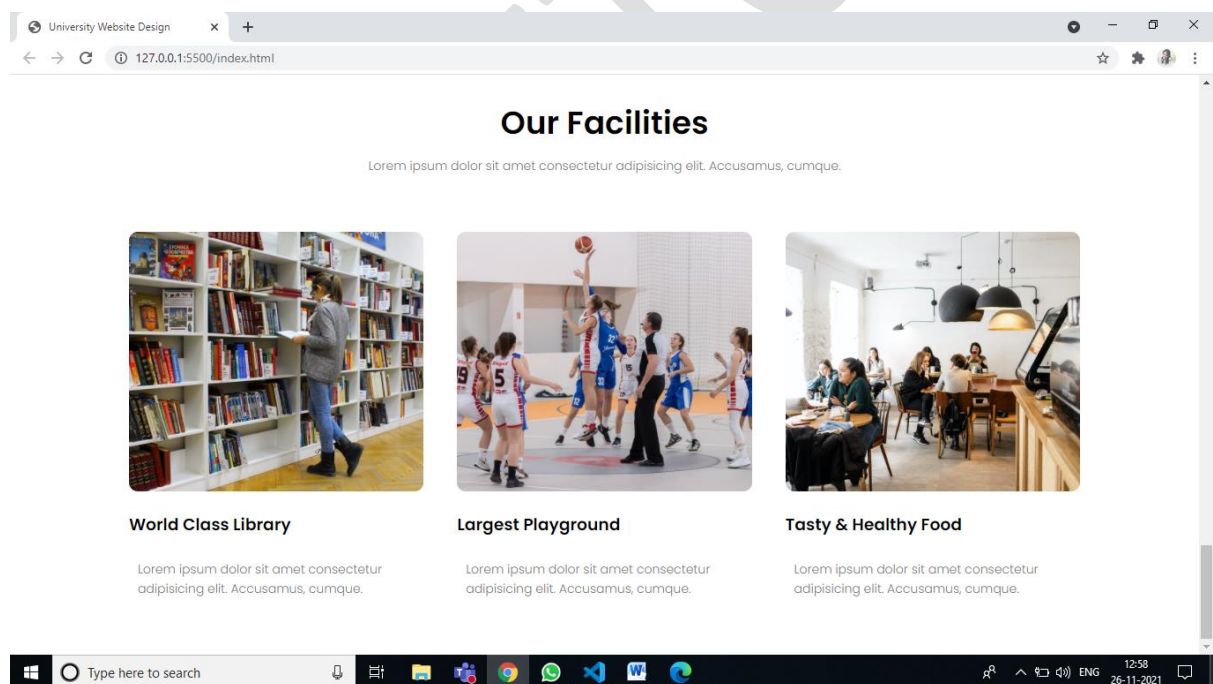 University Website Design
127.0.0.1:5500/index.html
Our Facilities
Lorem ipsum dolor sit amet consectetur adipisicing elit. Accusamus, cumque.
World Class Library
Largest Playground
Tasty & Healthy Food
Lorem ipsum dolor sit amet consectetur
adipisicing elit. Accusamus, cumque.
Lorem ipsum dolor sit amet consectetur
adipisicing elit. Accusamus, cumque.
Lorem ipsum dolor sit amet consectetur
adipisicing elit. Accusamus, cumque.
Type here to search
ENG
12:58
26-11-2021